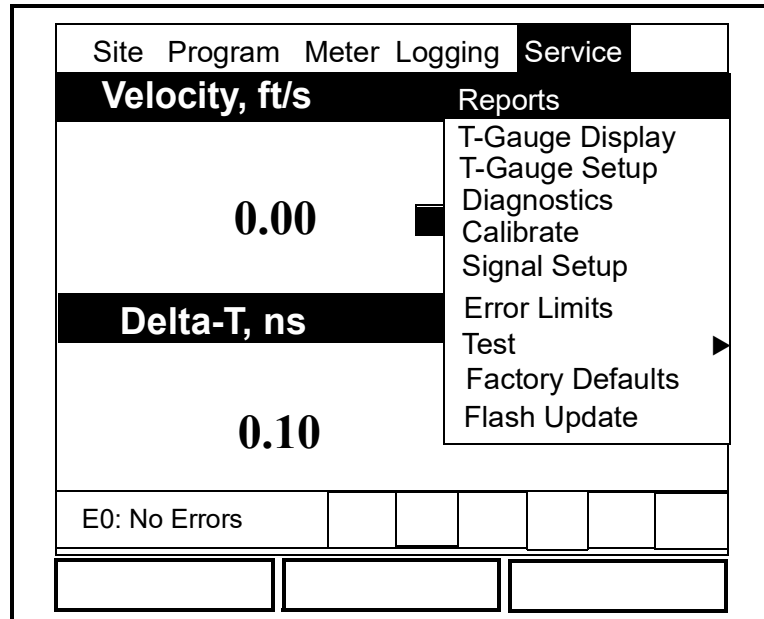 Site Program Meter Logging Service
Velocity, ft/s
Reports
T-Gauge Display
T-Gauge Setup
Diagnostics
Calibrate
Signal Setup
Error Limits
Test
Factory Defaults
Flash Update
0.00
Delta-T, ns
0.10
E0: No Errors